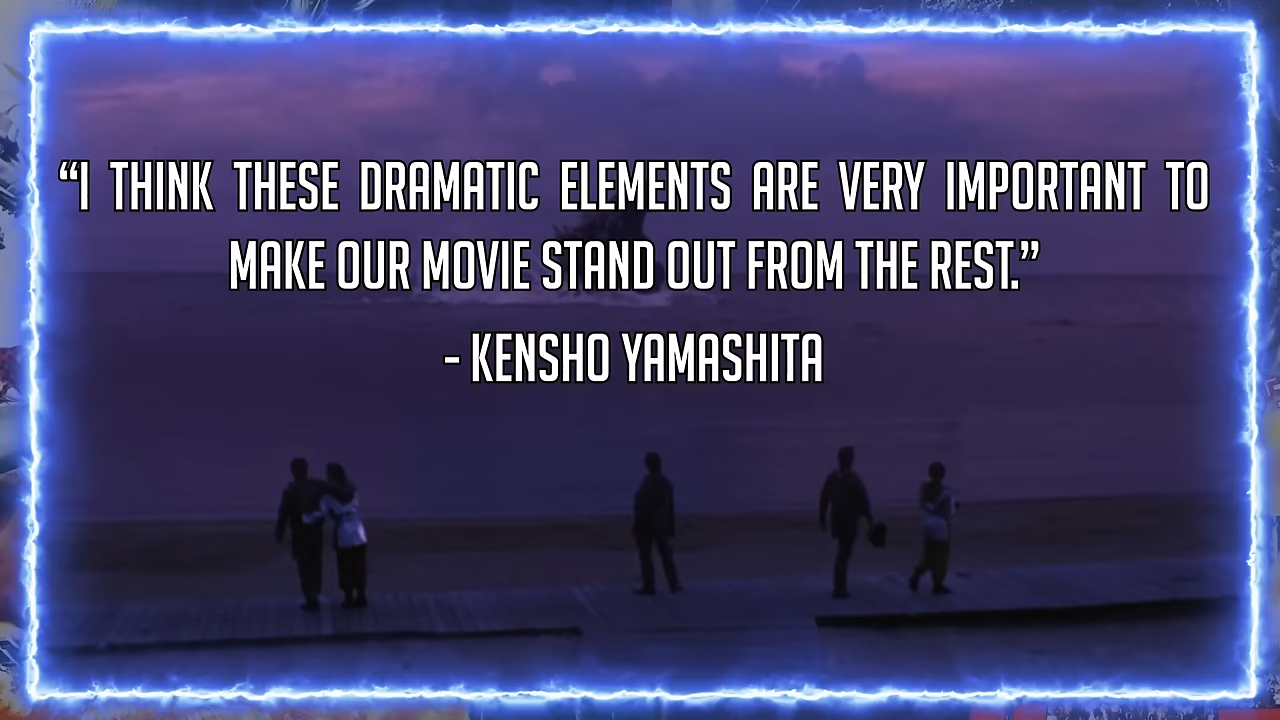 “I THINK THESE DRAMATIC ELEMENTS ARE VERY IMPORTANT TO
MAKE OUR MOVIE STAND OUT FROM THE REST.”
- KENSHO YAMASHITA